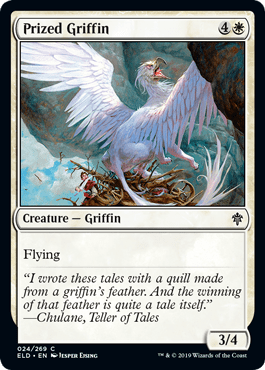 Prized Griffin 4
Creature — Griffin
Flying
“I wrote these tales with a quill made
from a griffin’s feather. And the winning
of that feather is quite a tale itself.”
—Chulane, Teller of Tales
3/4
024/269 C
ELD • EN Jesper Ejsing ™ & © 2019 Wizards of the Coast